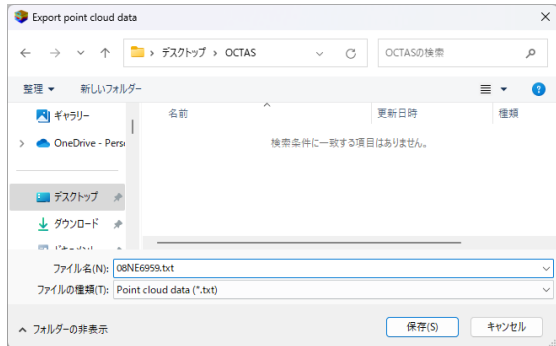 Export point cloud data
デスクトップ › OCTAS
OCTASの検索
整理
新しいフォルダー
ギャラリー
名前
更新日時
種類
OneDrive - Pers
検索条件に一致する項目はありません。
デスクトップ
ダウンロード
ファイル名(N): 08NE6959.txt
ファイルの種類(T): Point cloud data (*.txt)
フォルダーの非表示
保存(S)
キャンセル